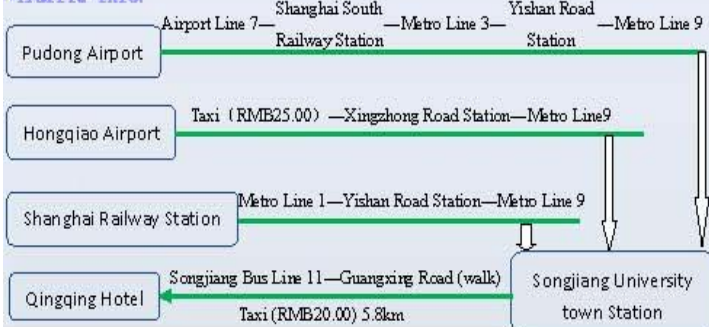 Airport Line 7—Shanghai South Railway Station—Metro Line 3—Yishan Road Station—Metro Line 9
Pudong Airport
Taxi (RMB25.00) —Xingzhong Road Station—Metro Line9
Hongqiao Airport
Metro Line 1—Yishan Road Station—Metro Line 9
Shanghai Railway Station
Songjiang Bus Line 11—Guangxing Road (walk)
Qingqing Hotel
Taxi (RMB20.00) 5.8km
Songjiang University
town Station